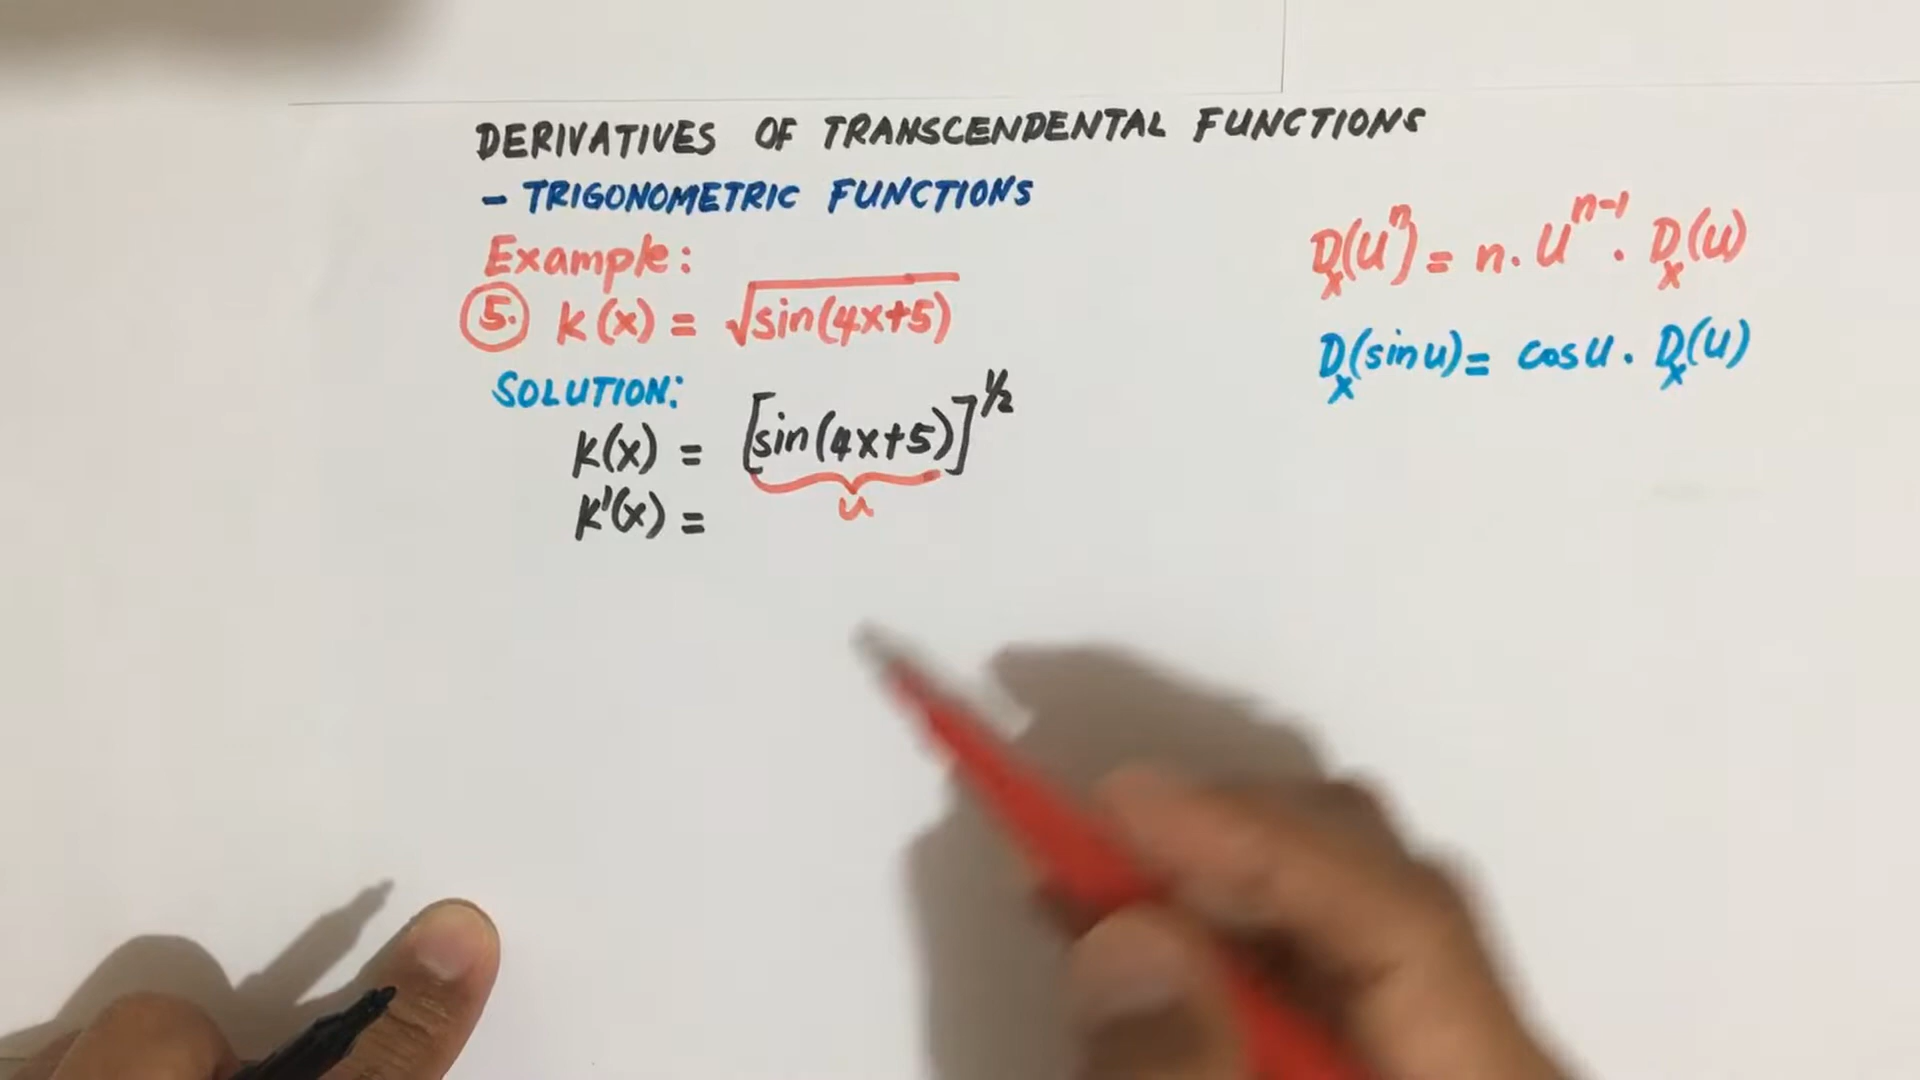 DERIVATIVES OF TRANSCENDENTAL FUNCTIONS
- TRIGONOMETRIC FUNCTIONS
Example:
5. K(x) = √sin(4x+5)
SOLUTION:
K(x) = [sin(4x+5)]^1/2
u
K'(x) =
Dx(u^n) = n · u^n-1 · Dx(u)
Dx(sin u) = cos u · Dx(u)